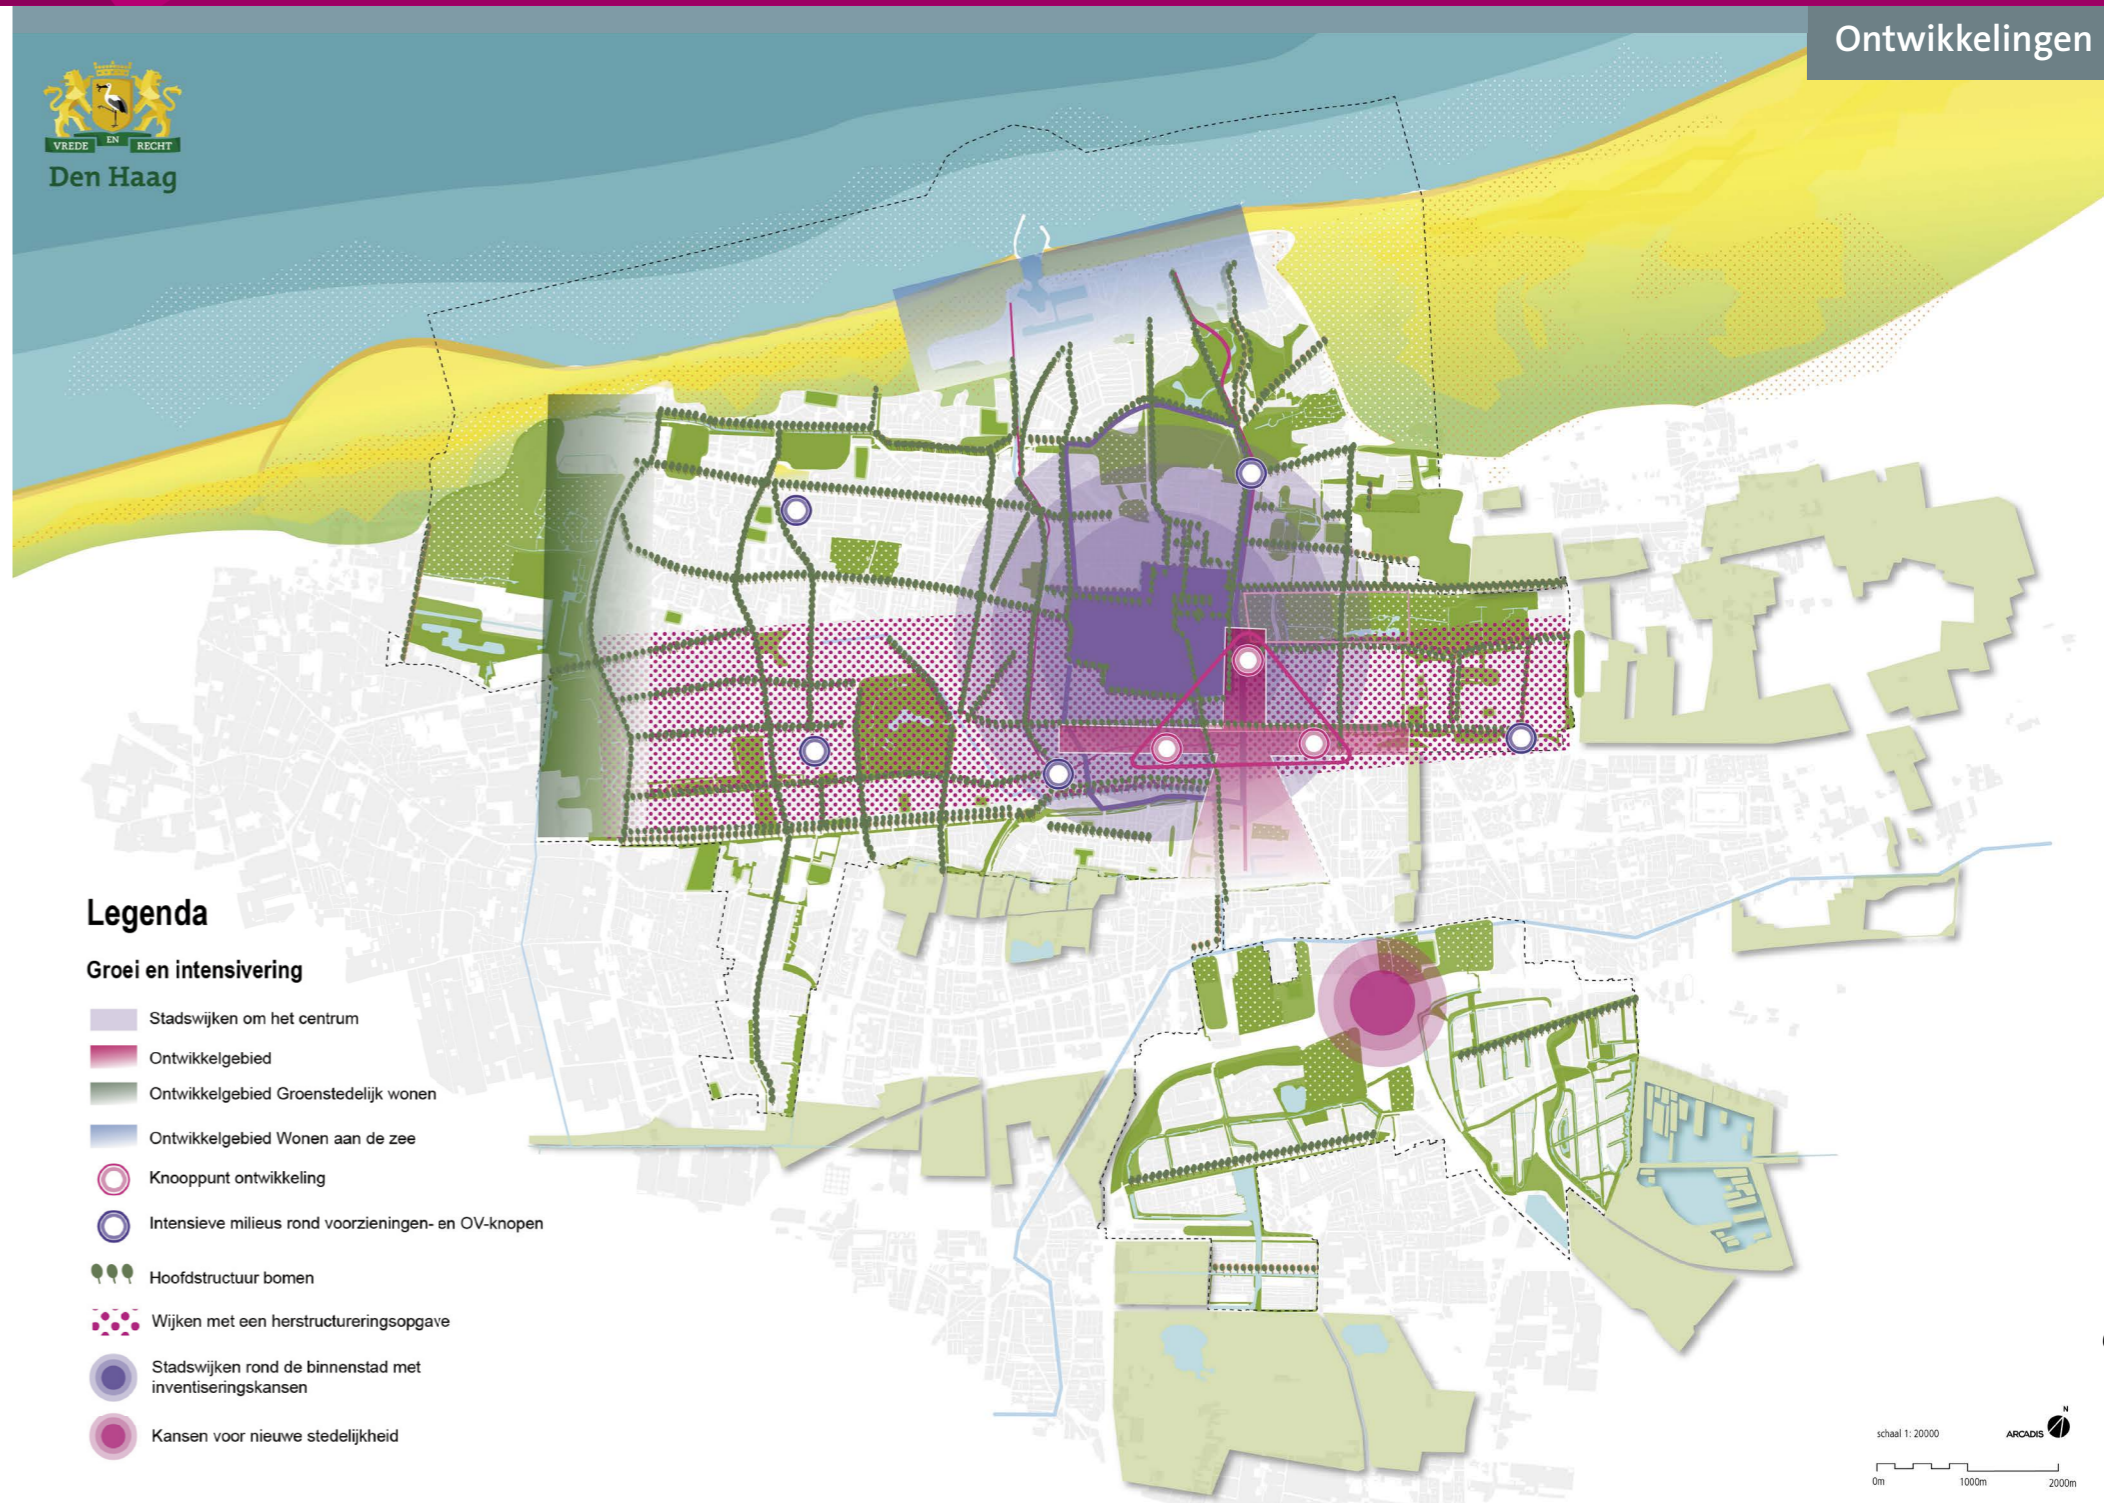 Ontwikkelingen
VREDE EN RECHT
Den Haag
Legenda
Groei en intensivering
Stadswijken om het centrum
Ontwikkelgebied
Ontwikkelgebied Groenstedelijk wonen
Ontwikkelgebied Wonen aan de zee
Knooppunt ontwikkeling
Intensieve milieus rond voorzieningen- en OV-knopen
Hoofdstructuur bomen
Wijken met een herstructureringsopgave
Stadswijken rond de binnenstad met
inventiseringskansen
Kansen voor nieuwe stedelijkheid
schaal 1: 20000
ARCADIS
N
0m 1000m 2000m